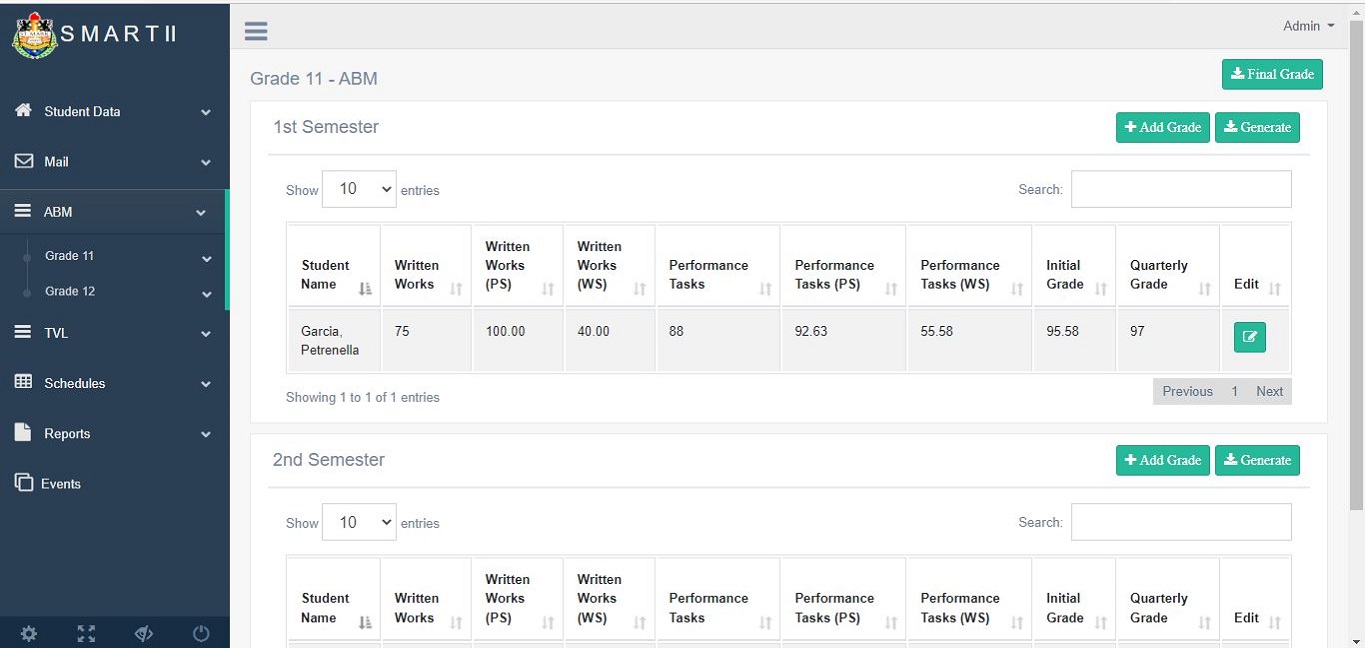 SMART II
Admin
Student Data
Mail
ABM
Grade 11
Grade 12
TVL
Schedules
Reports
Events
Grade 11 - ABM
Final Grade
1st Semester
Add Grade
Generate
Show 10 entries
Search:
Student Name
Written Works
Written Works (PS)
Written Works (WS)
Performance Tasks
Performance Tasks (PS)
Performance Tasks (WS)
Initial Grade
Quarterly Grade
Edit
Garcia, Petrenella
75
100.00
40.00
88
92.63
55.58
95.58
97
Showing 1 to 1 of 1 entries
Previous 1 Next
2nd Semester
Add Grade
Generate
Show 10 entries
Search:
Student Name
Written Works
Written Works (PS)
Written Works (WS)
Performance Tasks
Performance Tasks (PS)
Performance Tasks (WS)
Initial Grade
Quarterly Grade
Edit